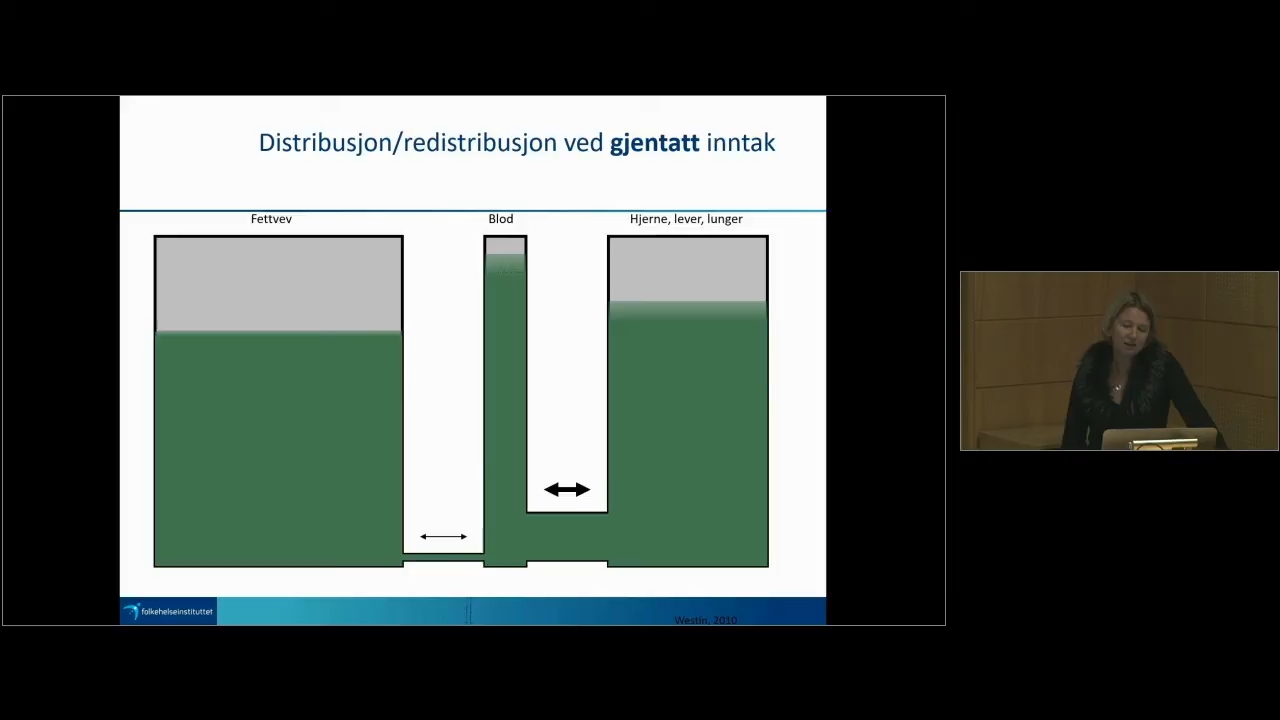 Distribusjon/redistribusjon ved gjentatt inntak
Fettvev
Blod
Hjerne, lever, lunger
folkehelseinstituttet
Westin, 2010